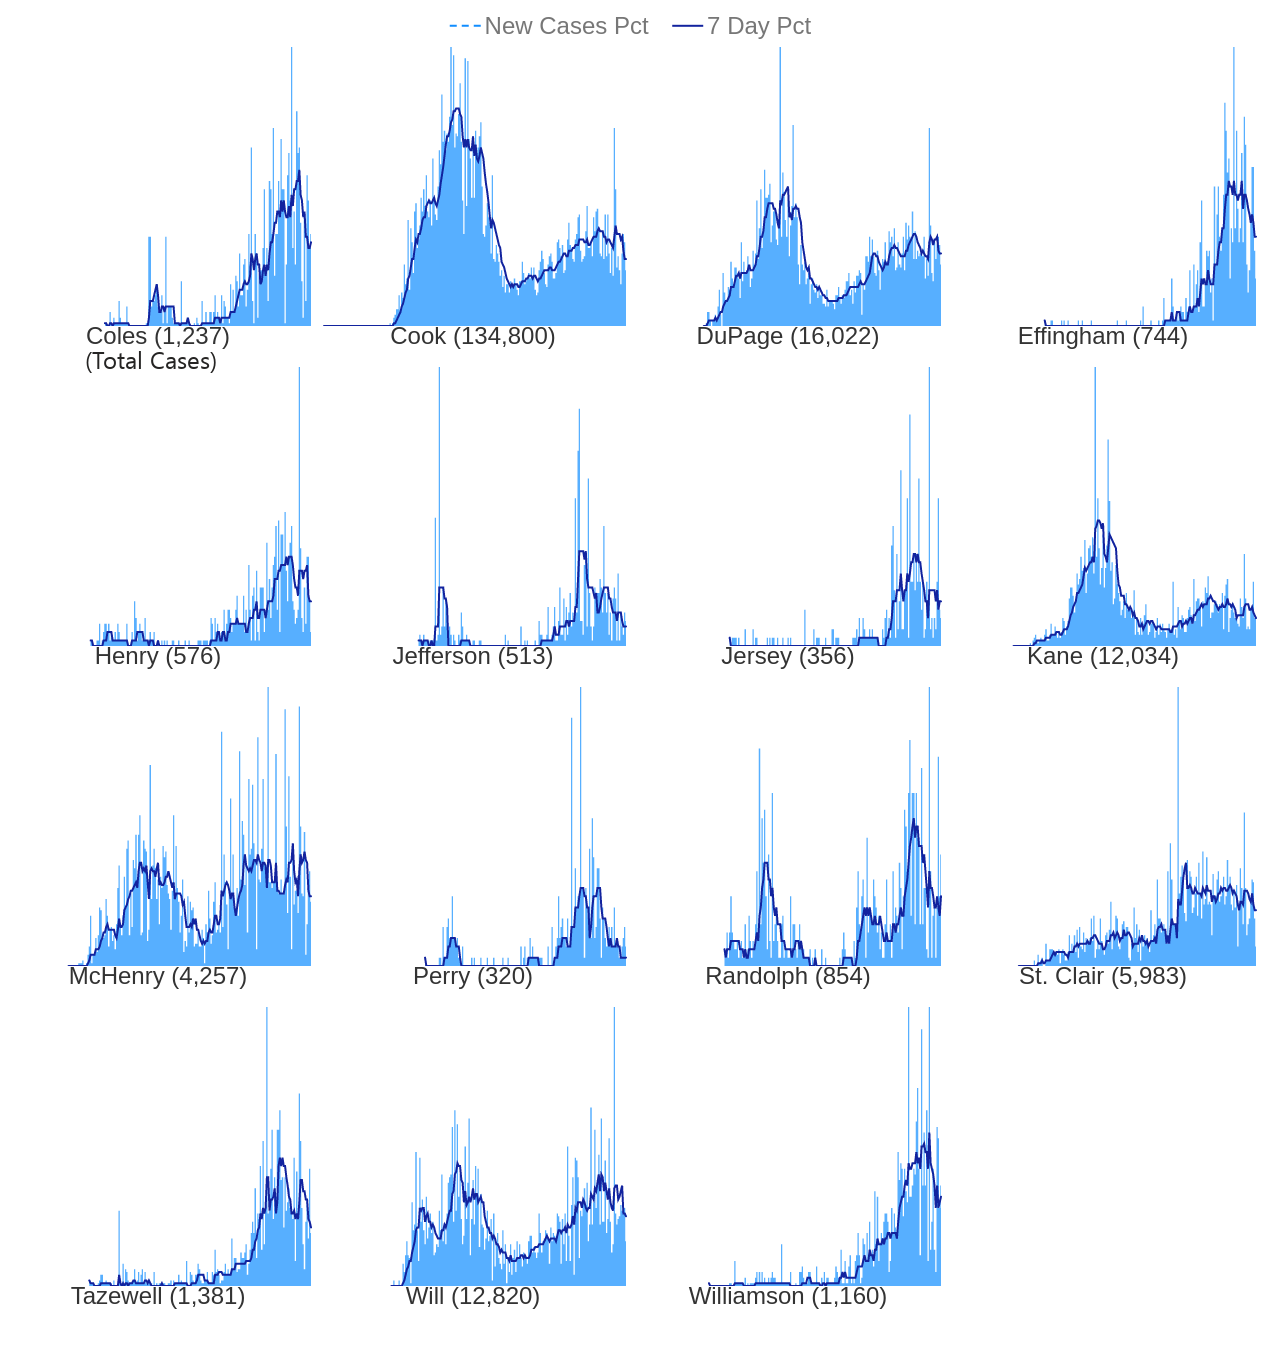 New Cases Pct 7 Day Pct
Coles (1,237) Cook (134,800) DuPage (16,022) Effingham (744)
(Total Cases)
Henry (576) Jefferson (513) Jersey (356) Kane (12,034)
McHenry (4,257) Perry (320) Randolph (854) St. Clair (5,983)
Tazewell (1,381) Will (12,820) Williamson (1,160)